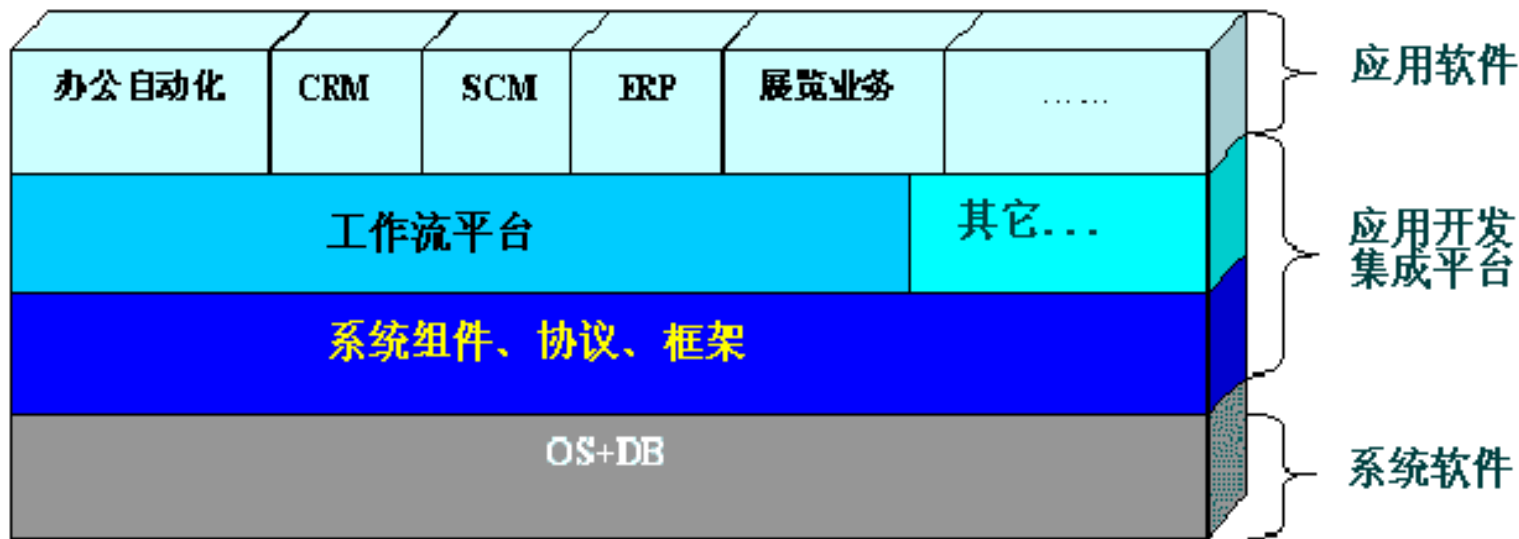 办公自动化
CRM
SCM
ERP
展览业务
……
应用软件
工作流平台
其它...
应用开发
集成平台
系统组件、协议、框架
OS+DB
系统软件